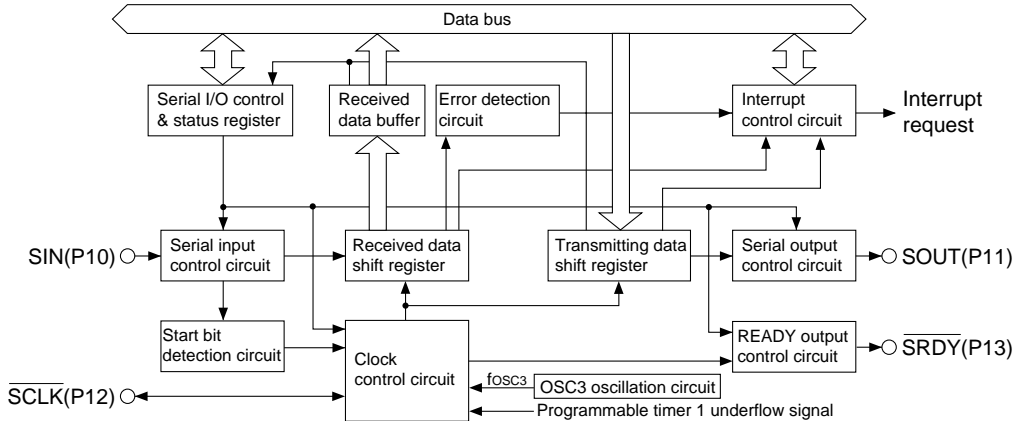 Data bus
Serial I/O control
& status register
Received
data buffer
Error detection
circuit
Interrupt
control circuit
Interrupt
request
SIN(P10)
Serial input
control circuit
Received data
shift register
Transmitting data
shift register
Serial output
control circuit
SOUT(P11)
Start bit
detection circuit
Clock
control circuit
READY output
control circuit
SRDY(P13)
SCLK(P12)
fOSC3
OSC3 oscillation circuit
Programmable timer 1 underflow signal